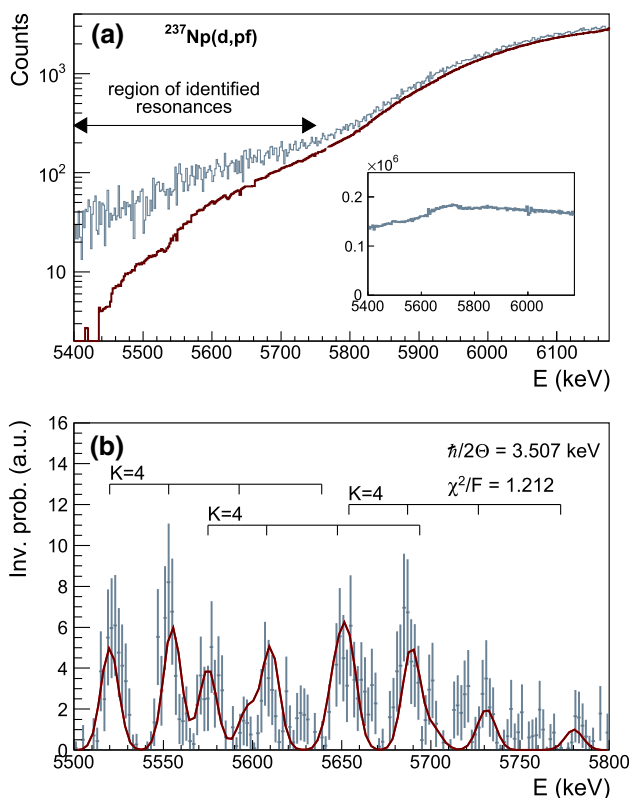 (a) ²³⁷Np(d,pf)
Counts
10³
region of identified
resonances
10²
×10⁶
0.2
10
0.1
0
5400 5600 5800 6000
5400 5500 5600 5700 5800 5900 6000 6100
E (keV)
16
(b)
ℏ/2Θ = 3.507 keV
14
K=4
χ²/F = 1.212
12
K=4
K=4
10
Inv. prob. (a.u.)
8
6
4
2
0
5500 5550 5600 5650 5700 5750 5800
E (keV)